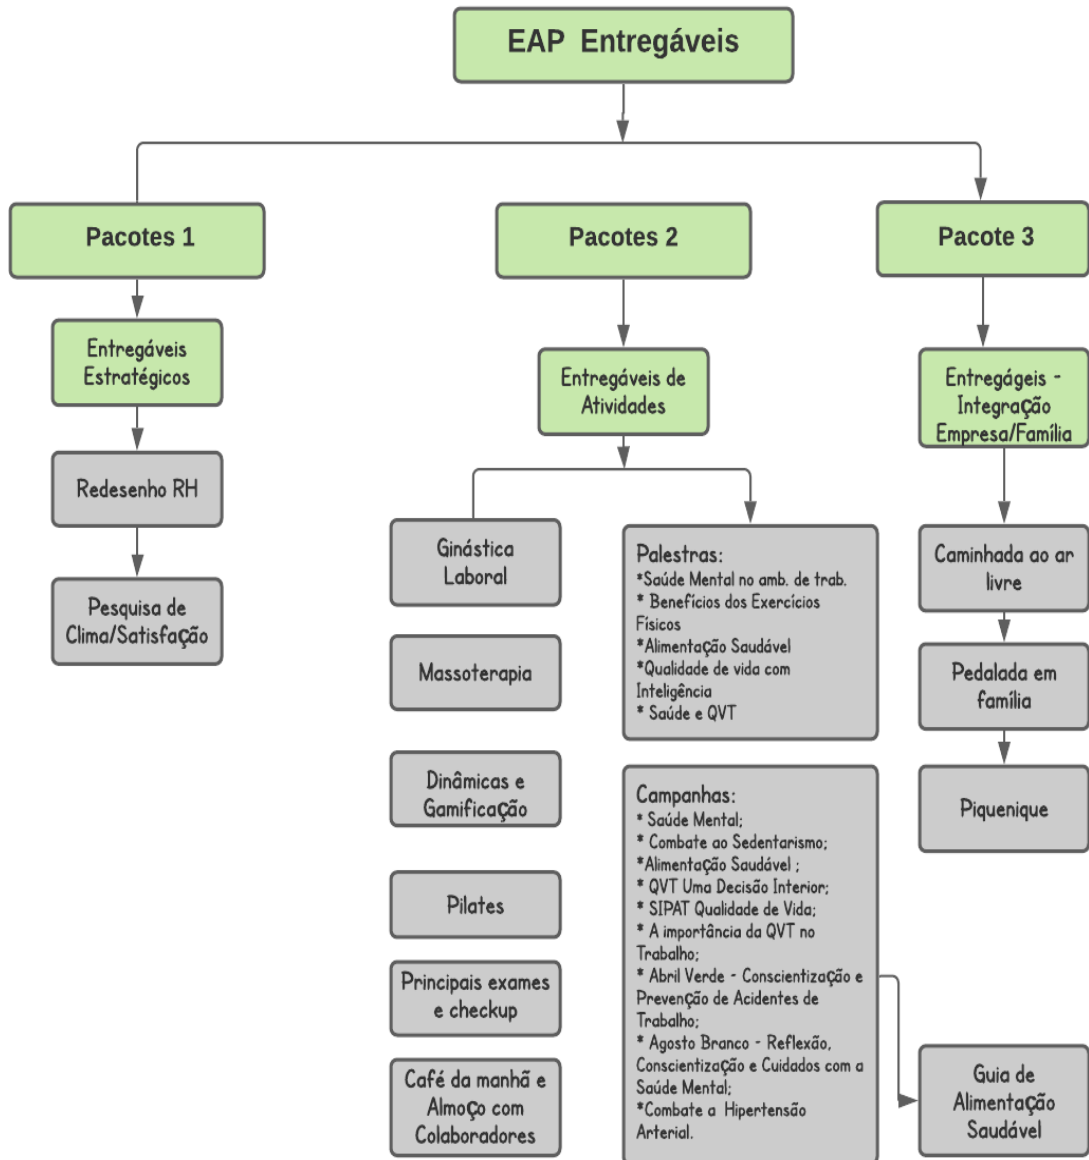 EAP  Entregáveis
Pacotes 1
Entregáveis
Estratégicos
Redesenho RH
Pesquisa de
Clima/Satisfação
Pacotes 2
Entregáveis de
Atividades
Ginástica
Laboral
Massoterapia
Dinâmicas e
Gamificação
Pilates
Principais exames
e checkup
Café da manhã e
Almoço com
Colaboradores
Palestras:
*Saúde Mental no amb. de trab.
* Benefícios dos Exercícios
Físicos
*Alimentação Saudável
*Qualidade de vida com
Inteligência
* Saúde e QVT
Campanhas:
* Saúde Mental;
* Combate ao Sedentarismo;
*Alimentação Saudável ;
* QVT Uma Decisão Interior;
* SIPAT Qualidade de Vida;
* A importância da QVT no
Trabalho;
* Abril Verde - Conscientização e
Prevenção de Acidentes de
Trabalho;
* Agosto Branco - Reflexão,
Conscientização e Cuidados com a
Saúde Mental;
*Combate a  Hipertensão
Arterial.
Pacote 3
Entregágeis -
Integração
Empresa/Família
Caminhada ao ar
livre
Pedalada em
família
Piquenique
Guia de
Alimentação
Saudável